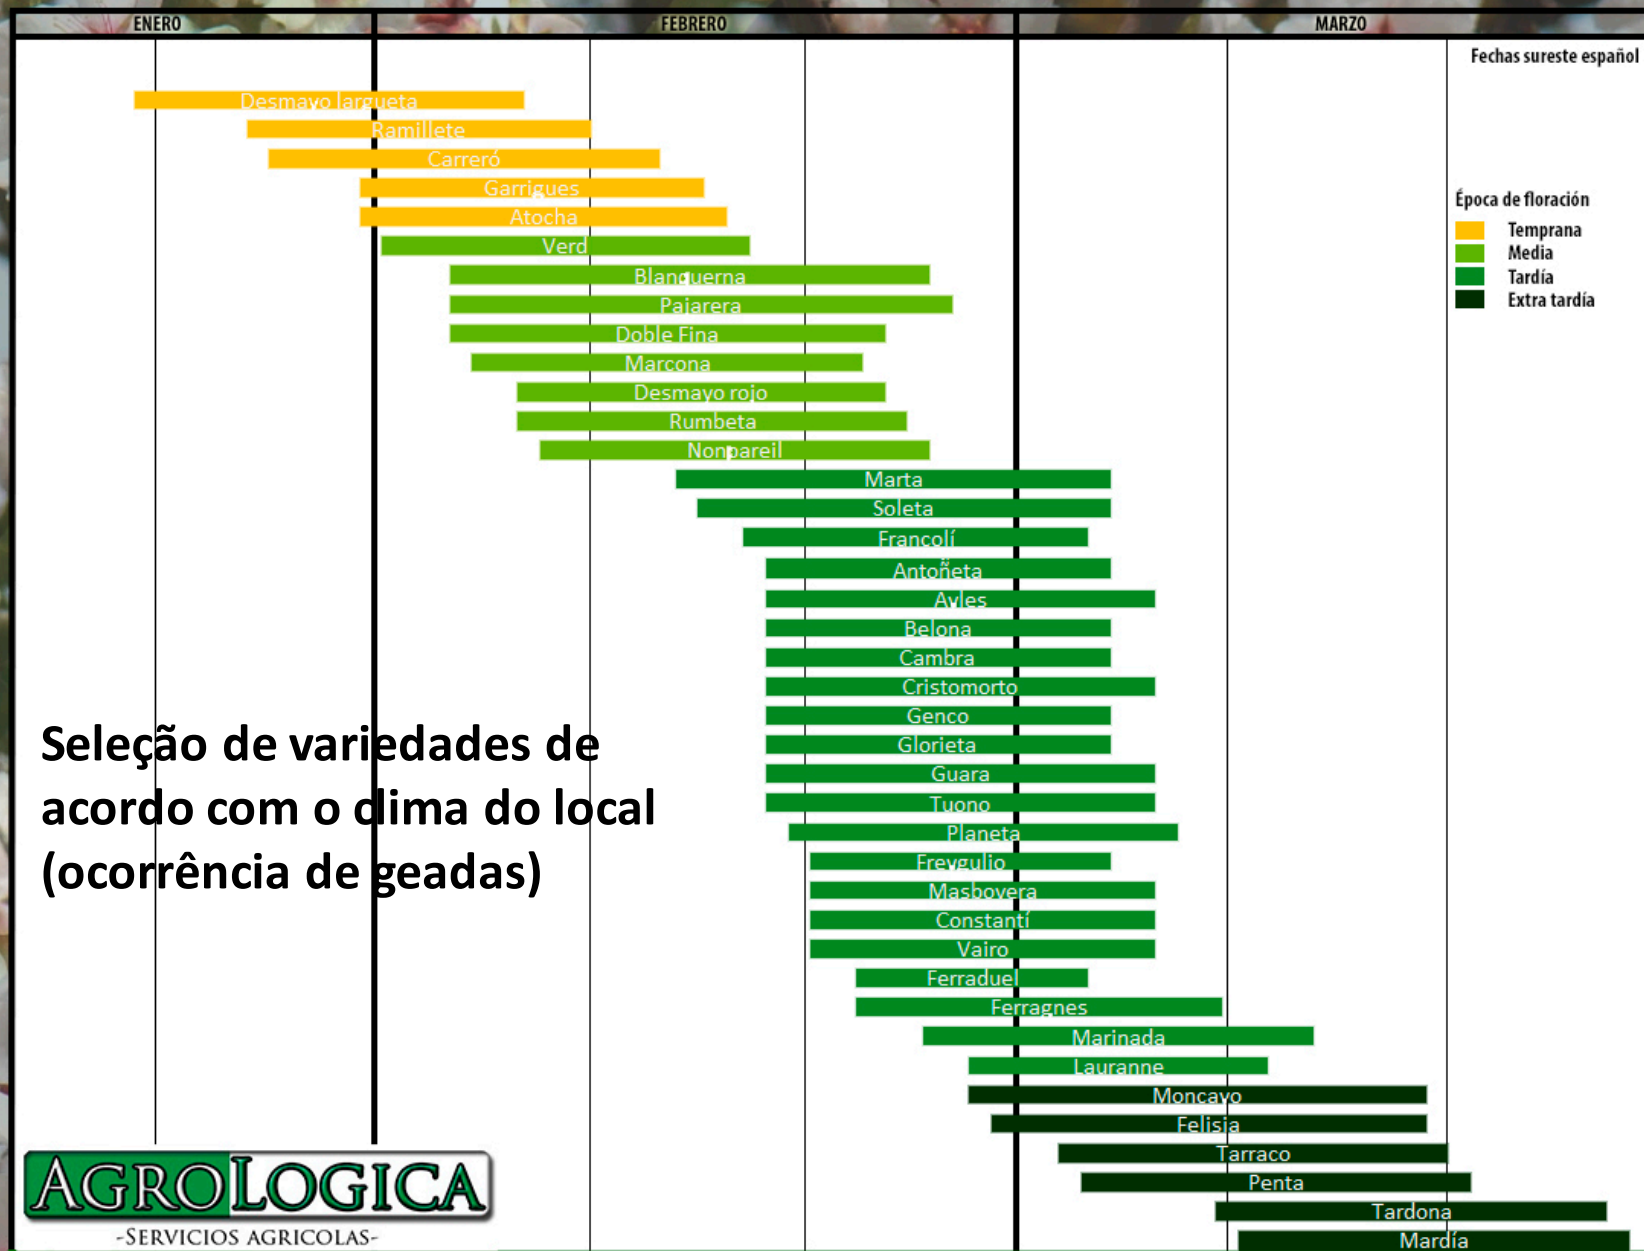 ENERO
FEBRERO
MARZO
Fechas sureste español
Desmayo largueta
Ramillete
Carreró
Garrigues
Atocha
Verd
Blanquerna
Pajarera
Doble Fina
Marcona
Desmayo rojo
Rumbeta
Nonpareil
Marta
Soleta
Francolí
Antoñeta
Ayles
Belona
Cambra
Cristomorto
Genco
Glorieta
Guara
Tuono
Planeta
Freygulio
Masbovera
Constantí
Vairo
Ferraduel
Ferragnes
Marinada
Lauranne
Moncayo
Felisia
Tarraco
Penta
Tardona
Mardía
Época de floración
Temprana
Media
Tardía
Extra tardía
Seleção de variedades de
acordo com o clima do local
(ocorrência de geadas)
AGROLOGICA
-SERVICIOS AGRICOLAS-